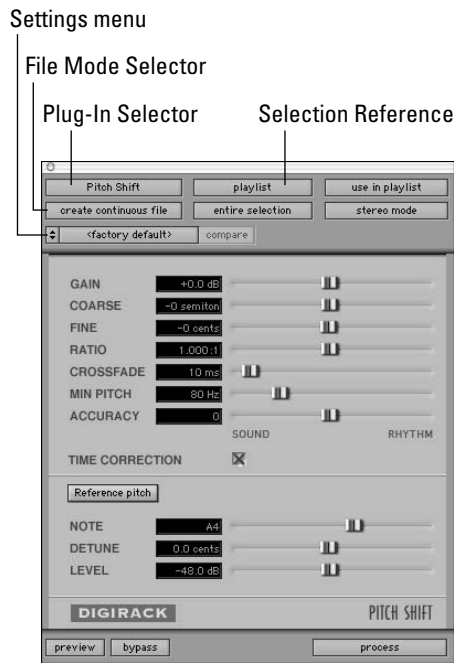 Settings menu
File Mode Selector
Plug-In Selector Selection Reference
Pitch Shift playlist use in playlist
create continuous file entire selection stereo mode
<factory default> compare
GAIN +0.0 dB
COARSE -0 semiton
FINE -0 cents
RATIO 1.000:1
CROSSFADE 10 ms
MIN PITCH 80 Hz
ACCURACY 0
SOUND RHYTHM
TIME CORRECTION
Reference pitch
NOTE A4
DETUNE 0.0 cents
LEVEL -48.0 dB
DIGIRACK PITCH SHIFT
preview bypass process